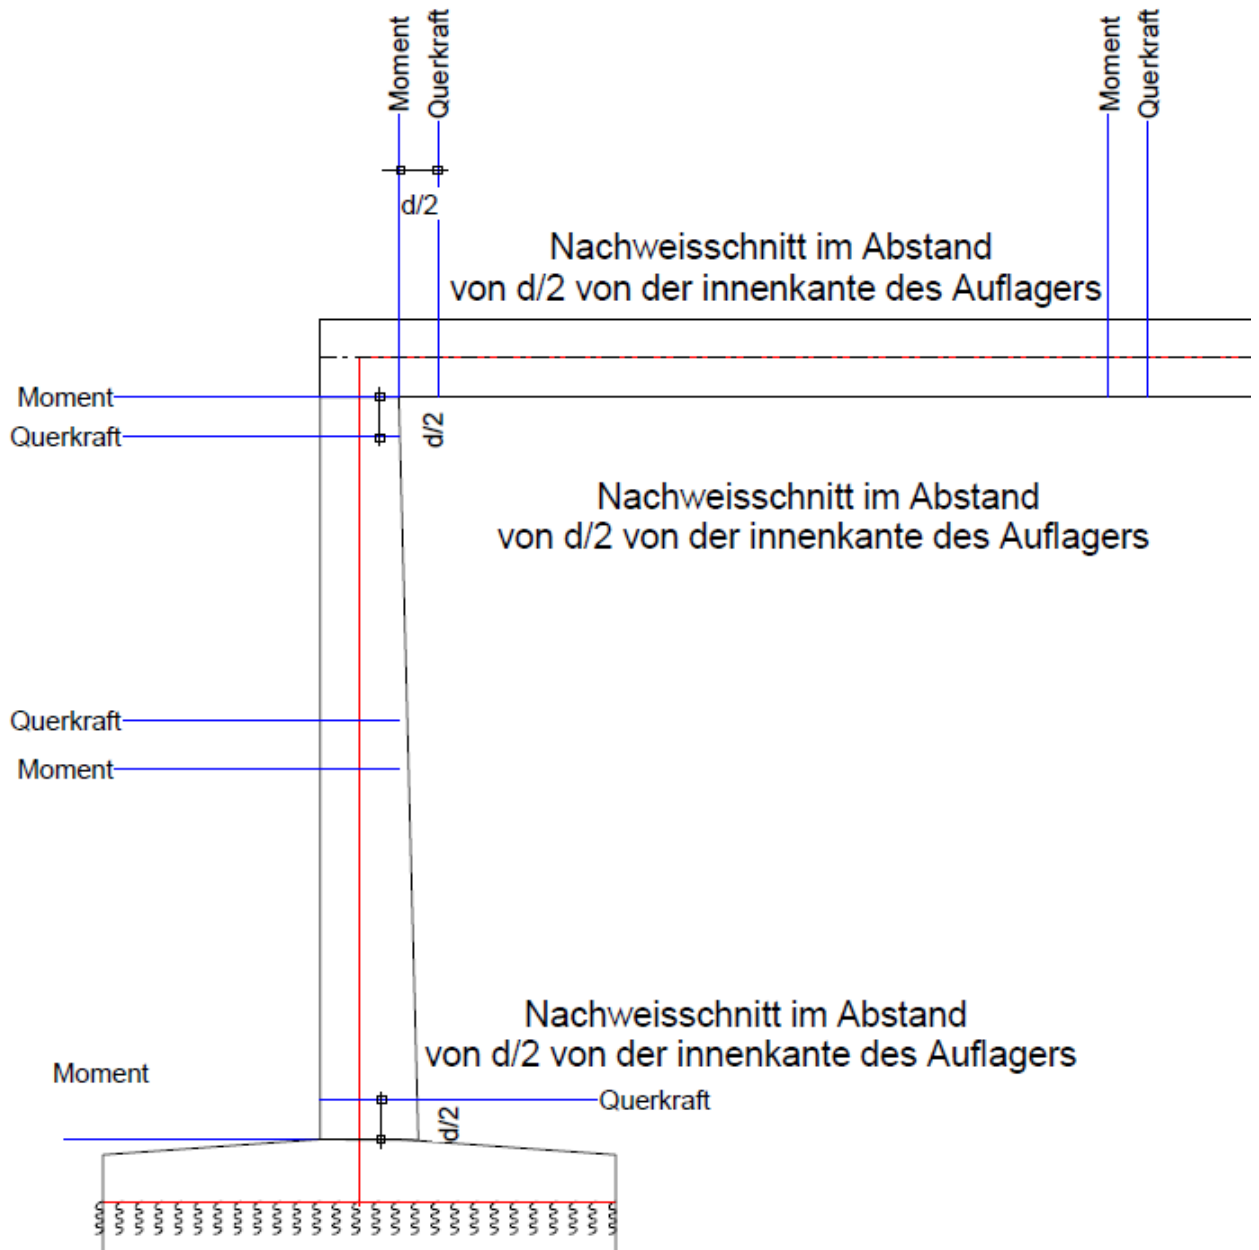 Moment
Querkraft
Moment
Querkraft
d/2
Nachweisschnitt im Abstand
von d/2 von der innenkante des Auflagers
Moment
Querkraft
d/2
Nachweisschnitt im Abstand
von d/2 von der innenkante des Auflagers
Querkraft
Moment
Nachweisschnitt im Abstand
von d/2 von der innenkante des Auflagers
Moment
Querkraft
d/2